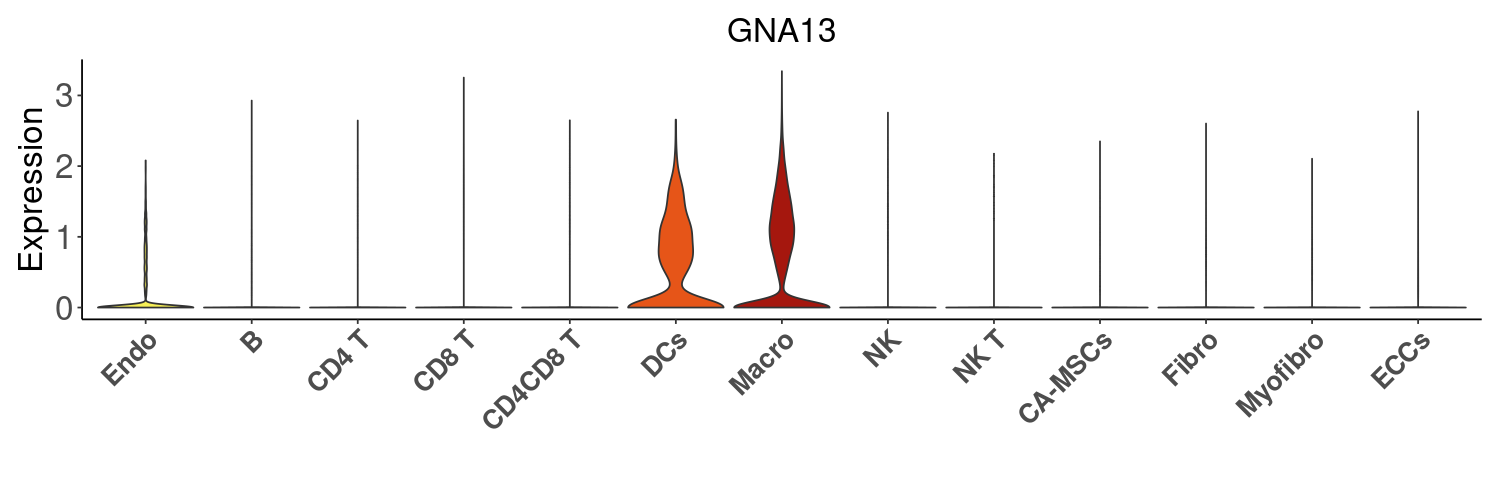 GNA13
Expression
3
2
1
0
Endo
B
CD4 T
CD8 T
CD4CD8 T
DCs
Macro
NK
NK T
CA-MSCs
Fibro
Myofibro
ECCs